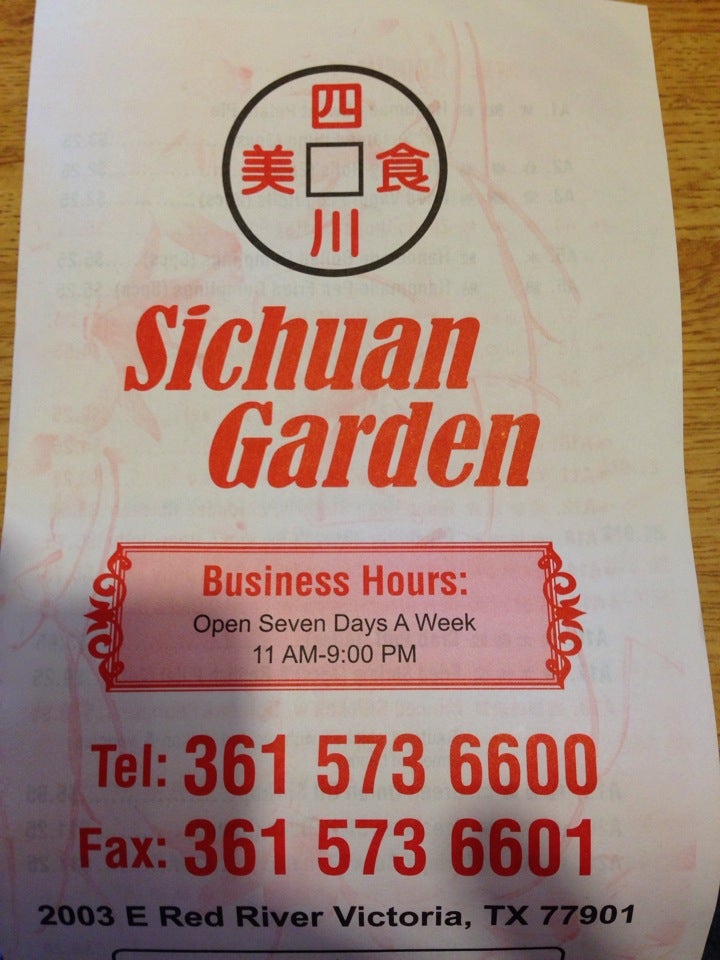 四
美 食
川
Sichuan
Garden
Business Hours:
Open Seven Days A Week
11 AM-9:00 PM
Tel: 361 573 6600
Fax: 361 573 6601
2003 E Red River Victoria, TX 77901